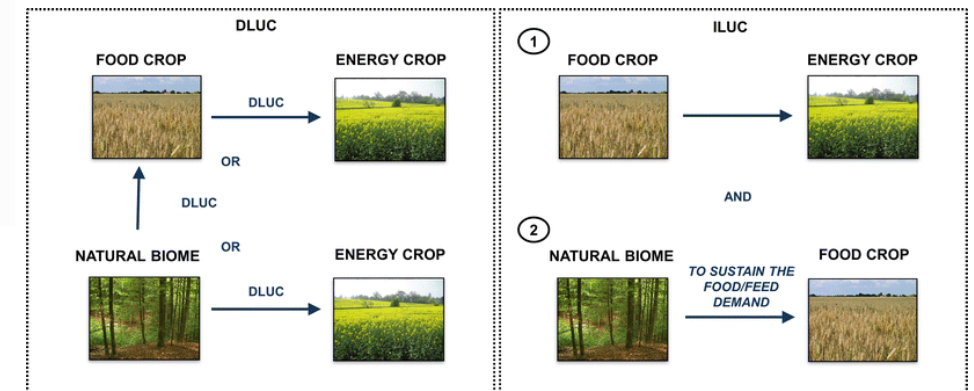 DLUC
FOOD CROP
ENERGY CROP
DLUC
OR
DLUC
OR
NATURAL BIOME
ENERGY CROP
DLUC
ILUC
1
FOOD CROP
ENERGY CROP
AND
2
NATURAL BIOME
FOOD CROP
TO SUSTAIN THE
FOOD/FEED
DEMAND